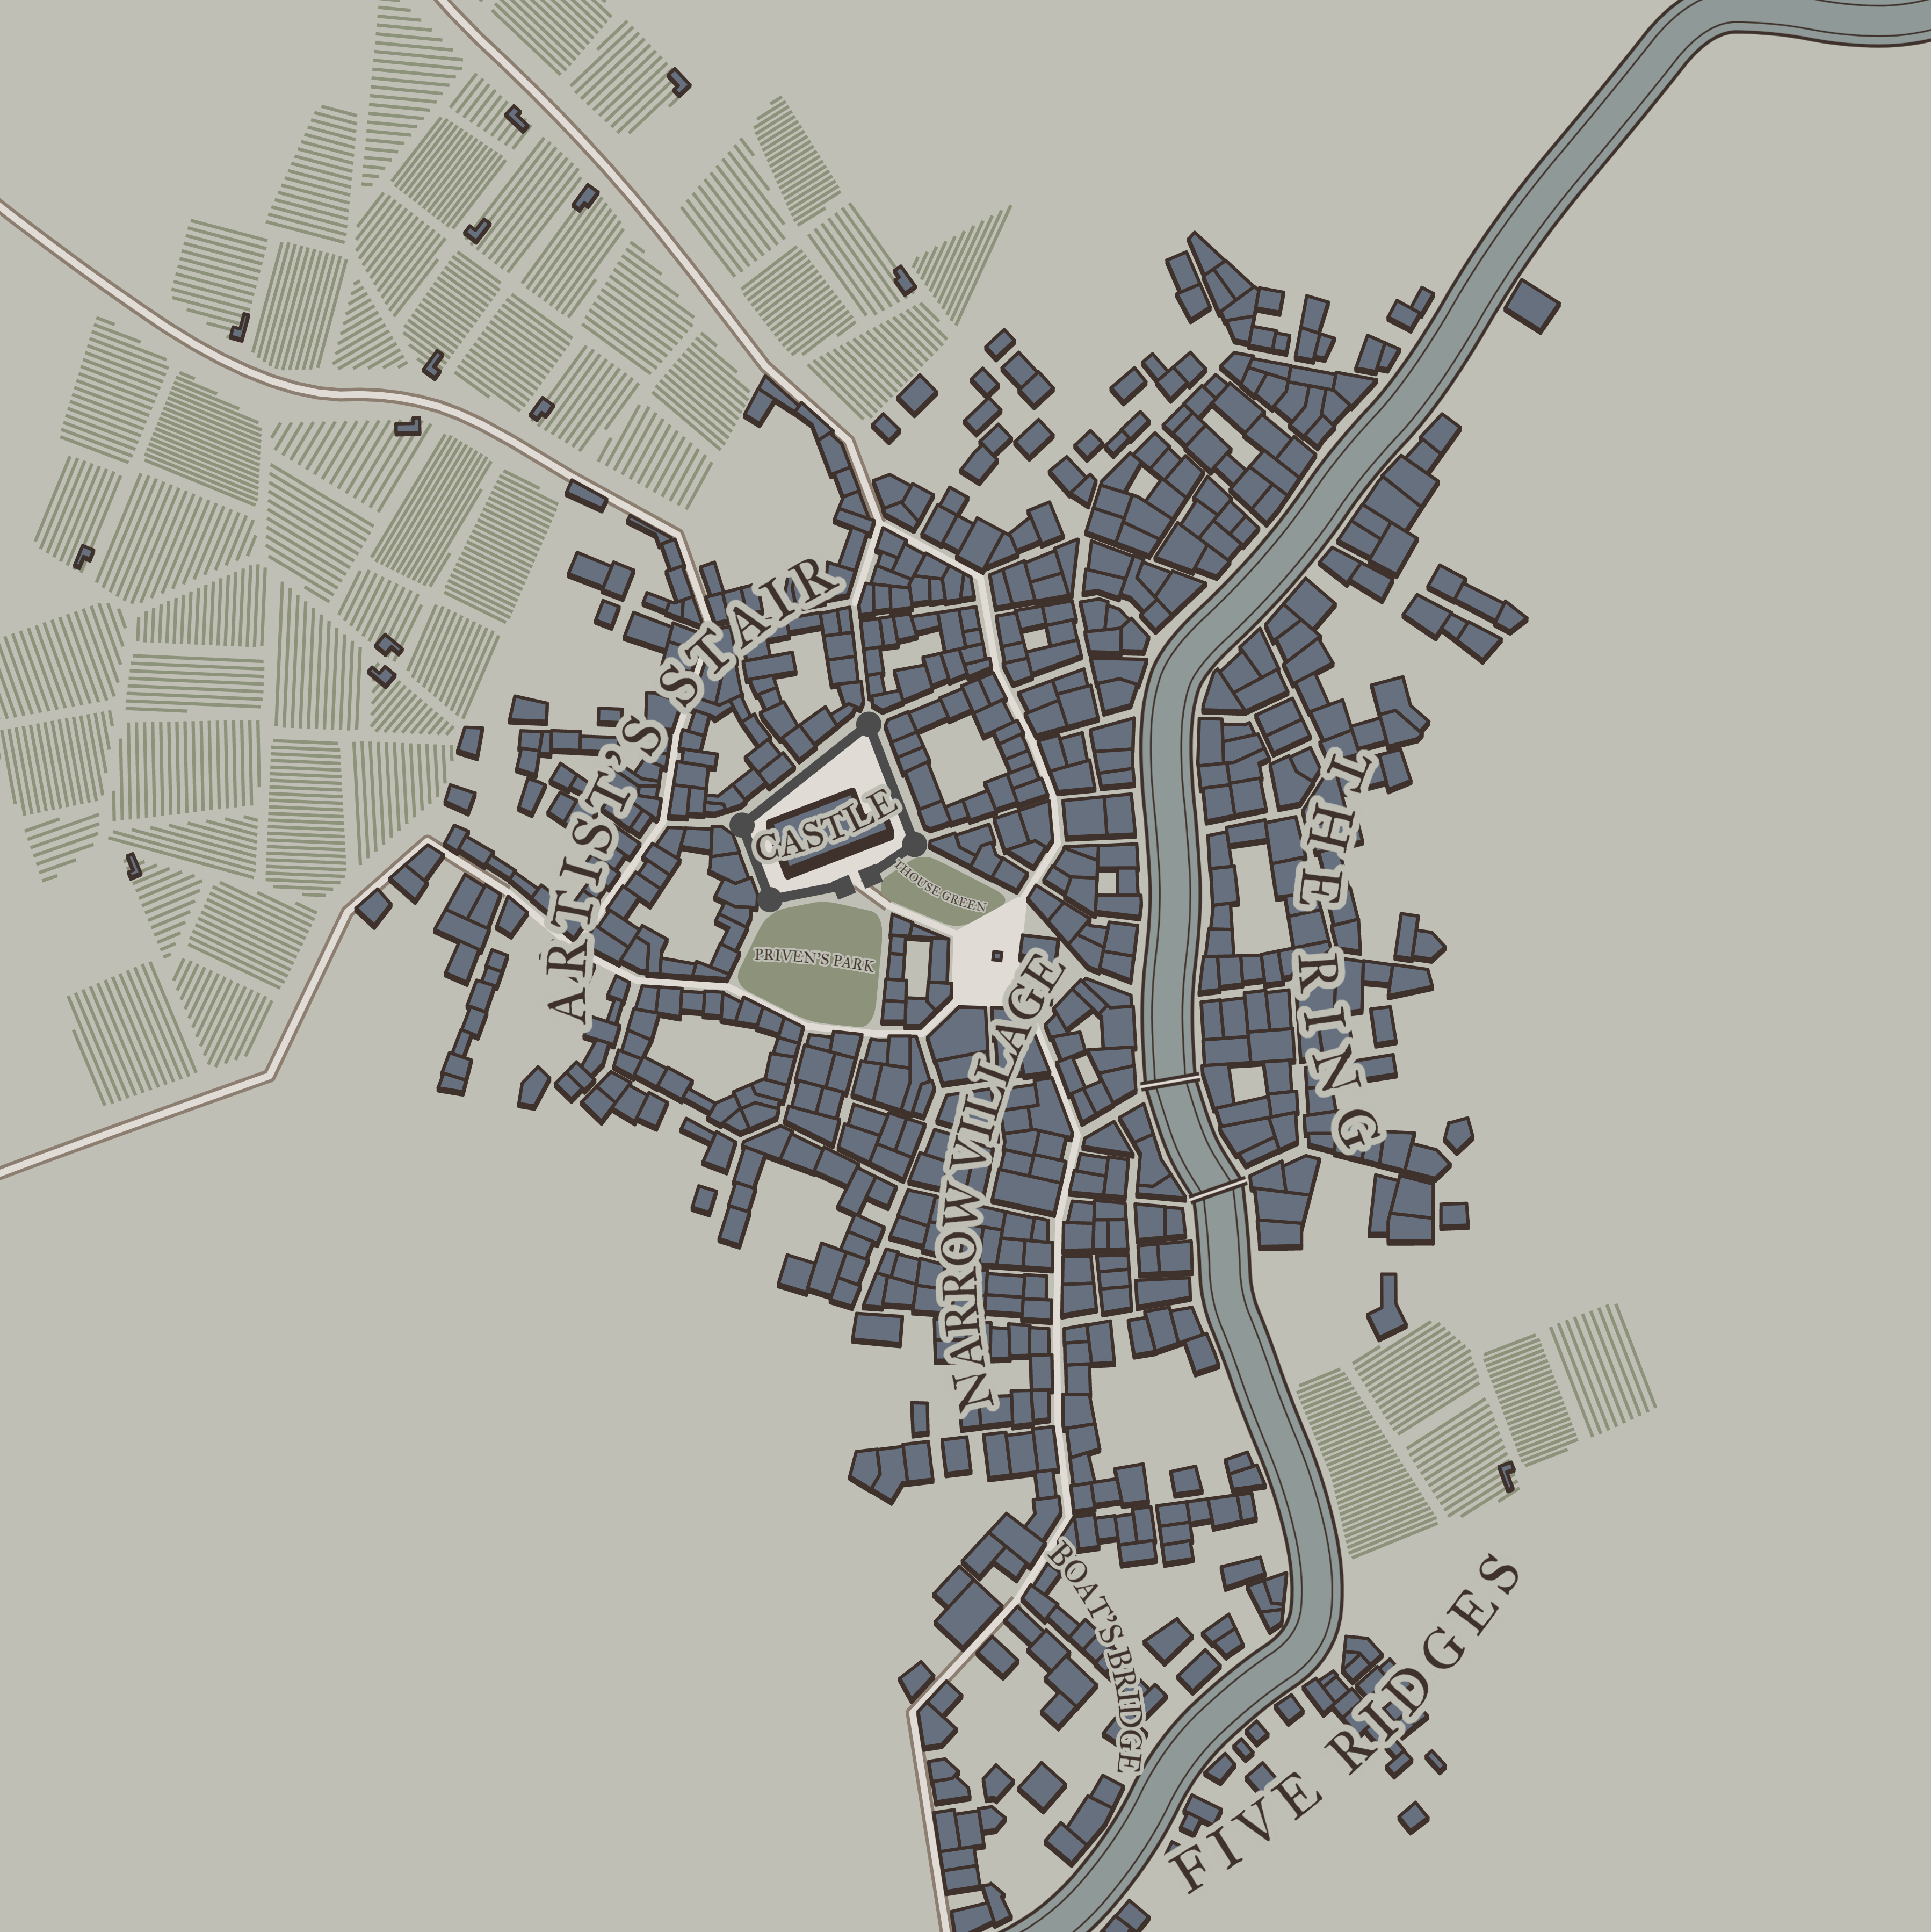 ARTIST'S STAIR
CASTLE
THOUSE GREEN
PRIVEN'S PARK
THE RING
NARROW VILLAGE
BOAT'S BRIDGE
FIVE RIDGES